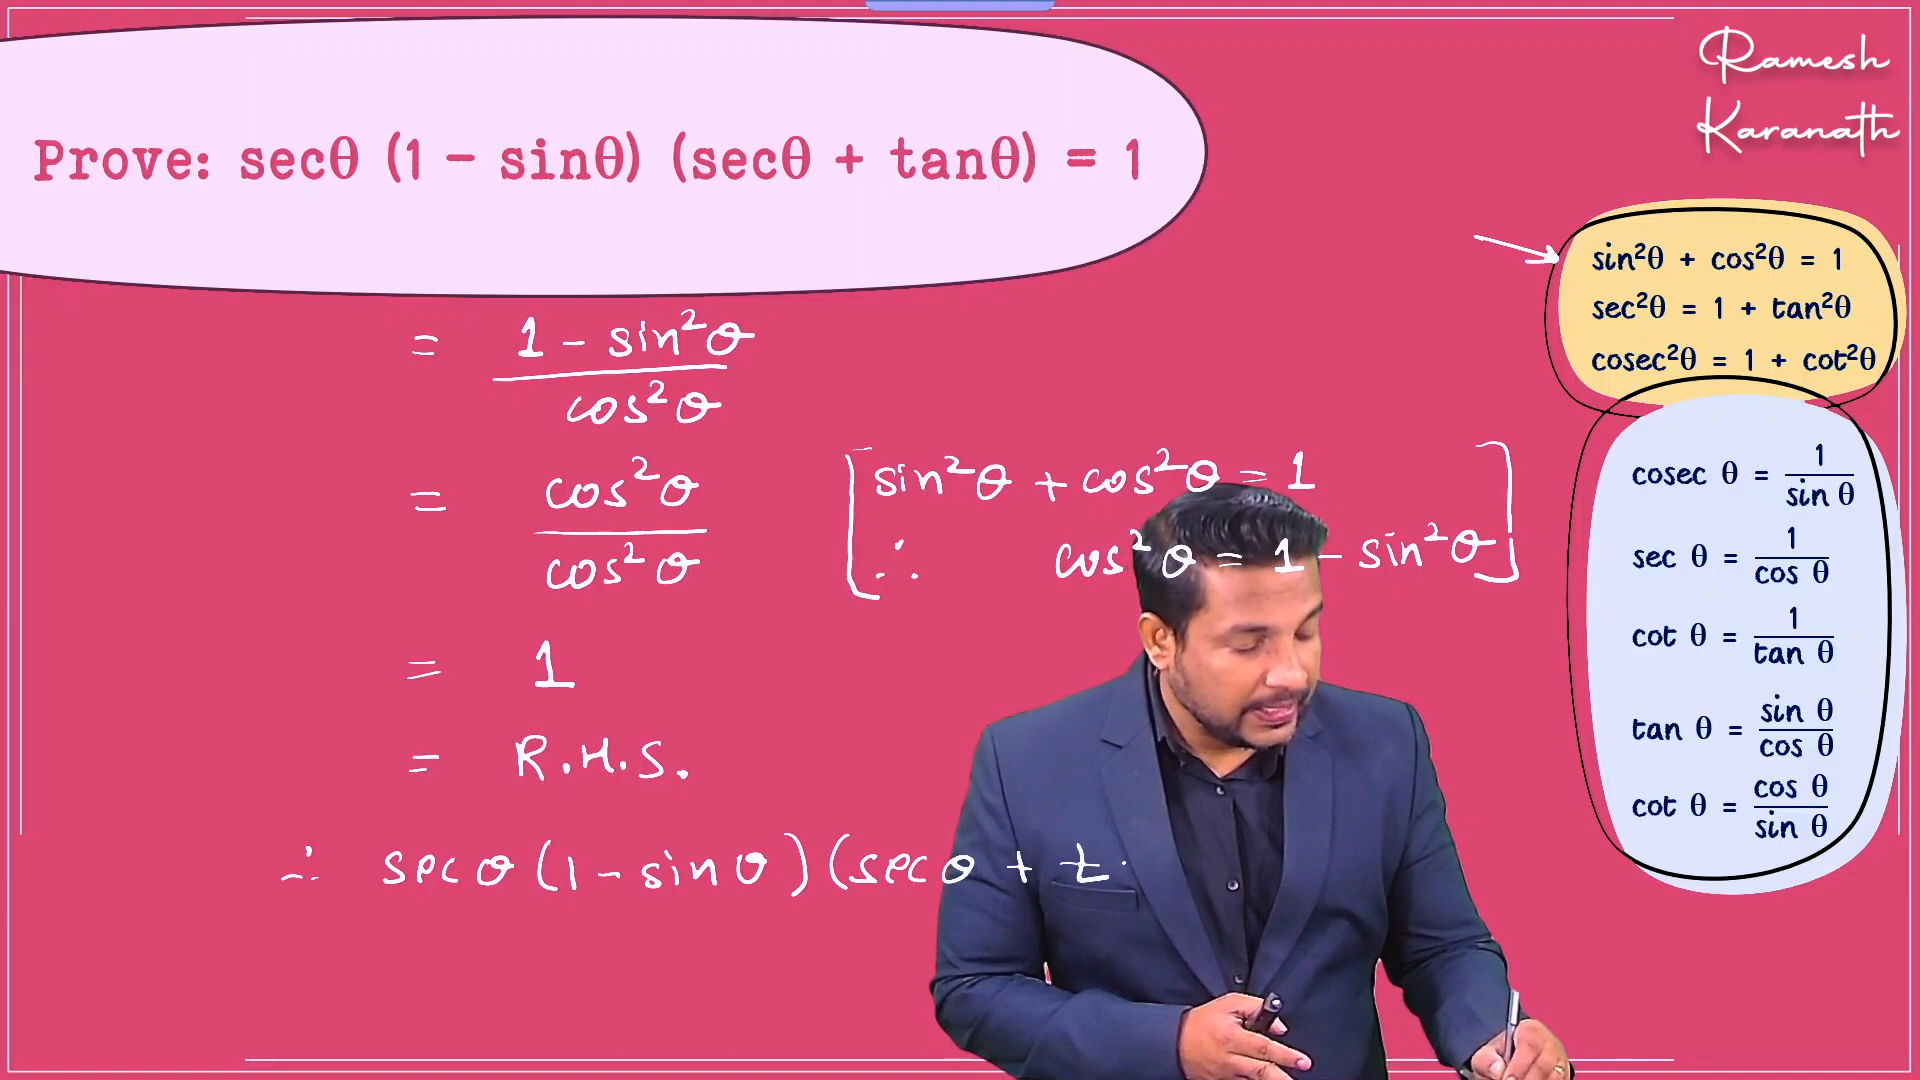 Prove: secθ (1 - sinθ) (secθ + tanθ) = 1
Ramesh
Karanath
sin²θ + cos²θ = 1
sec²θ = 1 + tan²θ
cosec²θ = 1 + cot²θ
cosec θ = 1/sin θ
sec θ = 1/cos θ
cot θ = 1/tan θ
tan θ = sin θ/cos θ
cot θ = cos θ/sin θ
= 1 - sin²θ/cos²θ
= cos²θ/cos²θ
[sin²θ + cos²θ = 1
∴ cos²θ = 1 - sin²θ]
= 1
= R.H.S.
∴ secθ (1 - sinθ) (secθ + t